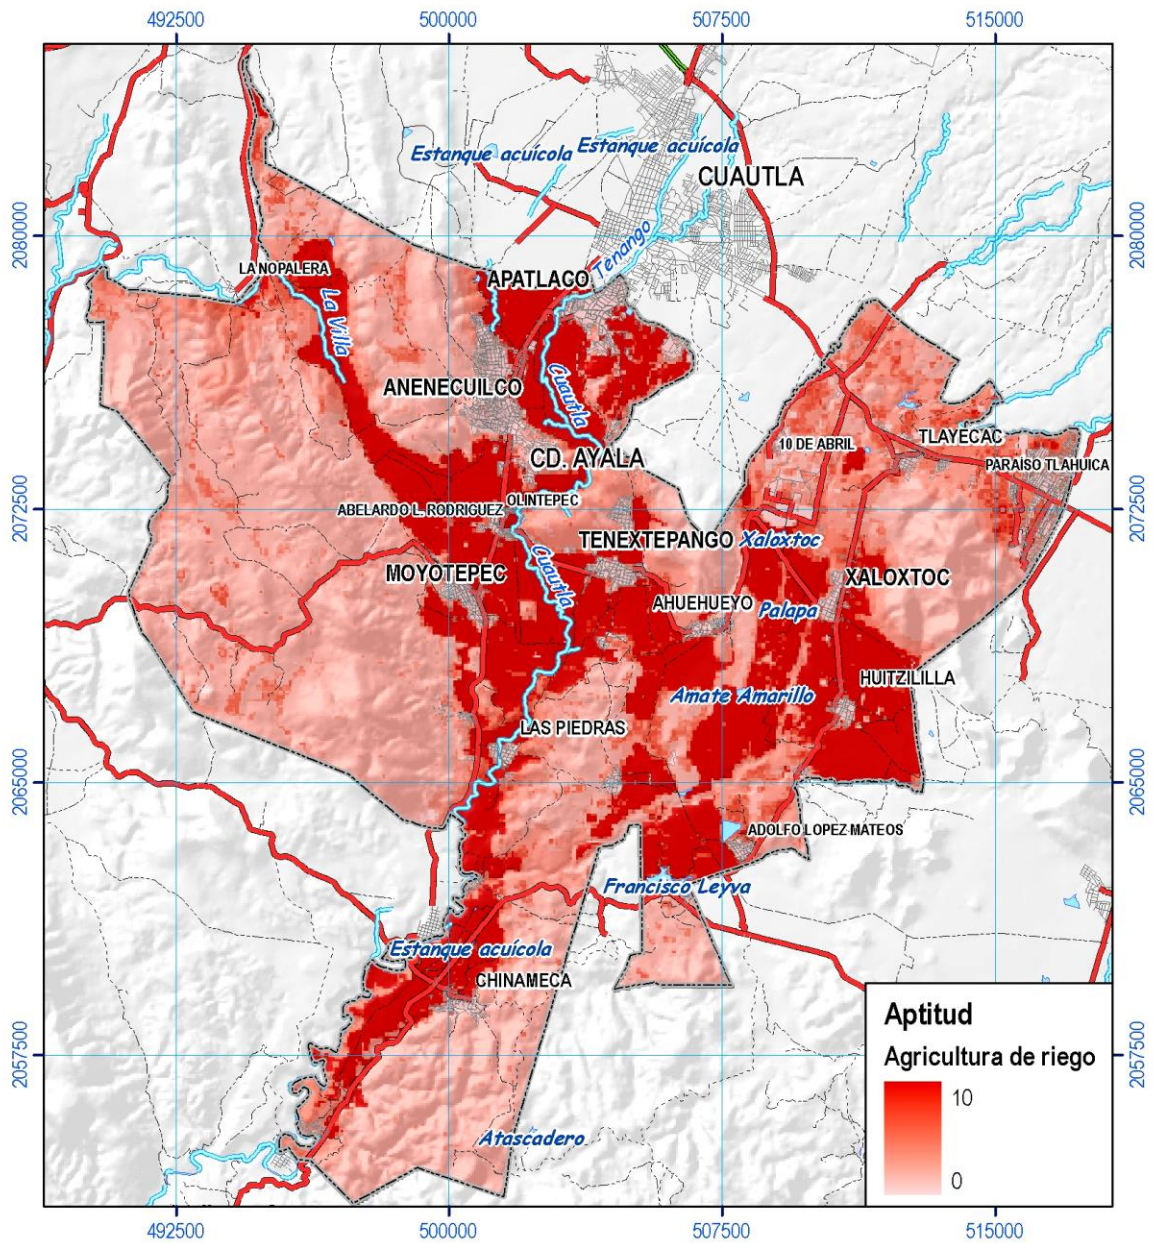 492500
500000
507500
515000
Estanque acuícola
Estanque acuícola
CUAUTLA
2080000
2080000
Tenango
LA NOPALERA
APATLACO
La Villa
ANENECUILCO
Cuautla
10 DE ABRIL
TLAYECAC
CD. AYALA
PARAÍSO TLAHUICA
OLINTEPEC
ABELARDO L. RODRIGUEZ
2072500
2072500
TENEXTEPANGO
Xaloxtoc
Cuautla
MOYOTEPEC
XALOXTOC
AHUEHUEYO
Palapa
HUITZILILLA
Amate Amarillo
LAS PIEDRAS
2065000
2065000
ADOLFO LOPEZ MATEOS
Francisco Leyva
Estanque acuícola
CHINAMECA
2057500
2057500
Atascadero
Aptitud
Agricultura de riego
10
0
492500
500000
507500
515000